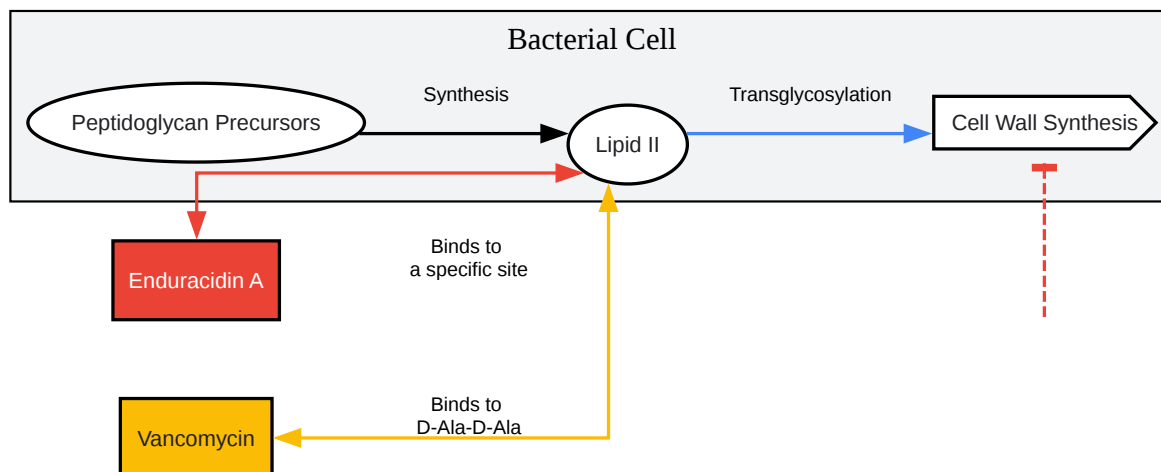 Bacterial Cell
Synthesis
Transglycosylation
Peptidoglycan Precursors
Lipid II
Cell Wall Synthesis
Binds to
a specific site
Enduracidin A
Binds to
D-Ala-D-Ala
Vancomycin